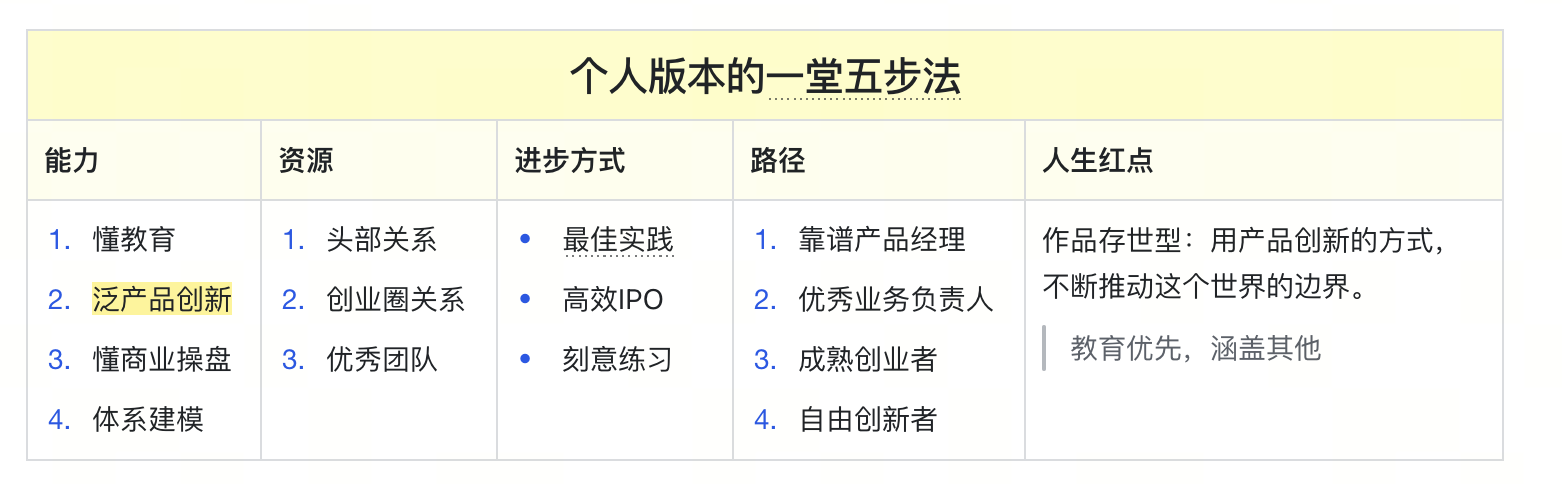 个人版本的一堂五步法
能力
资源
进步方式
路径
人生红点
1. 懂教育
2. 泛产品创新
3. 懂商业操盘
4. 体系建模
1. 头部关系
2. 创业圈关系
3. 优秀团队
• 最佳实践
• 高效IPO
• 刻意练习
1. 靠谱产品经理
2. 优秀业务负责人
3. 成熟创业者
4. 自由创新者
作品存世型：用产品创新的方式，
不断推动这个世界的边界。
教育优先，涵盖其他